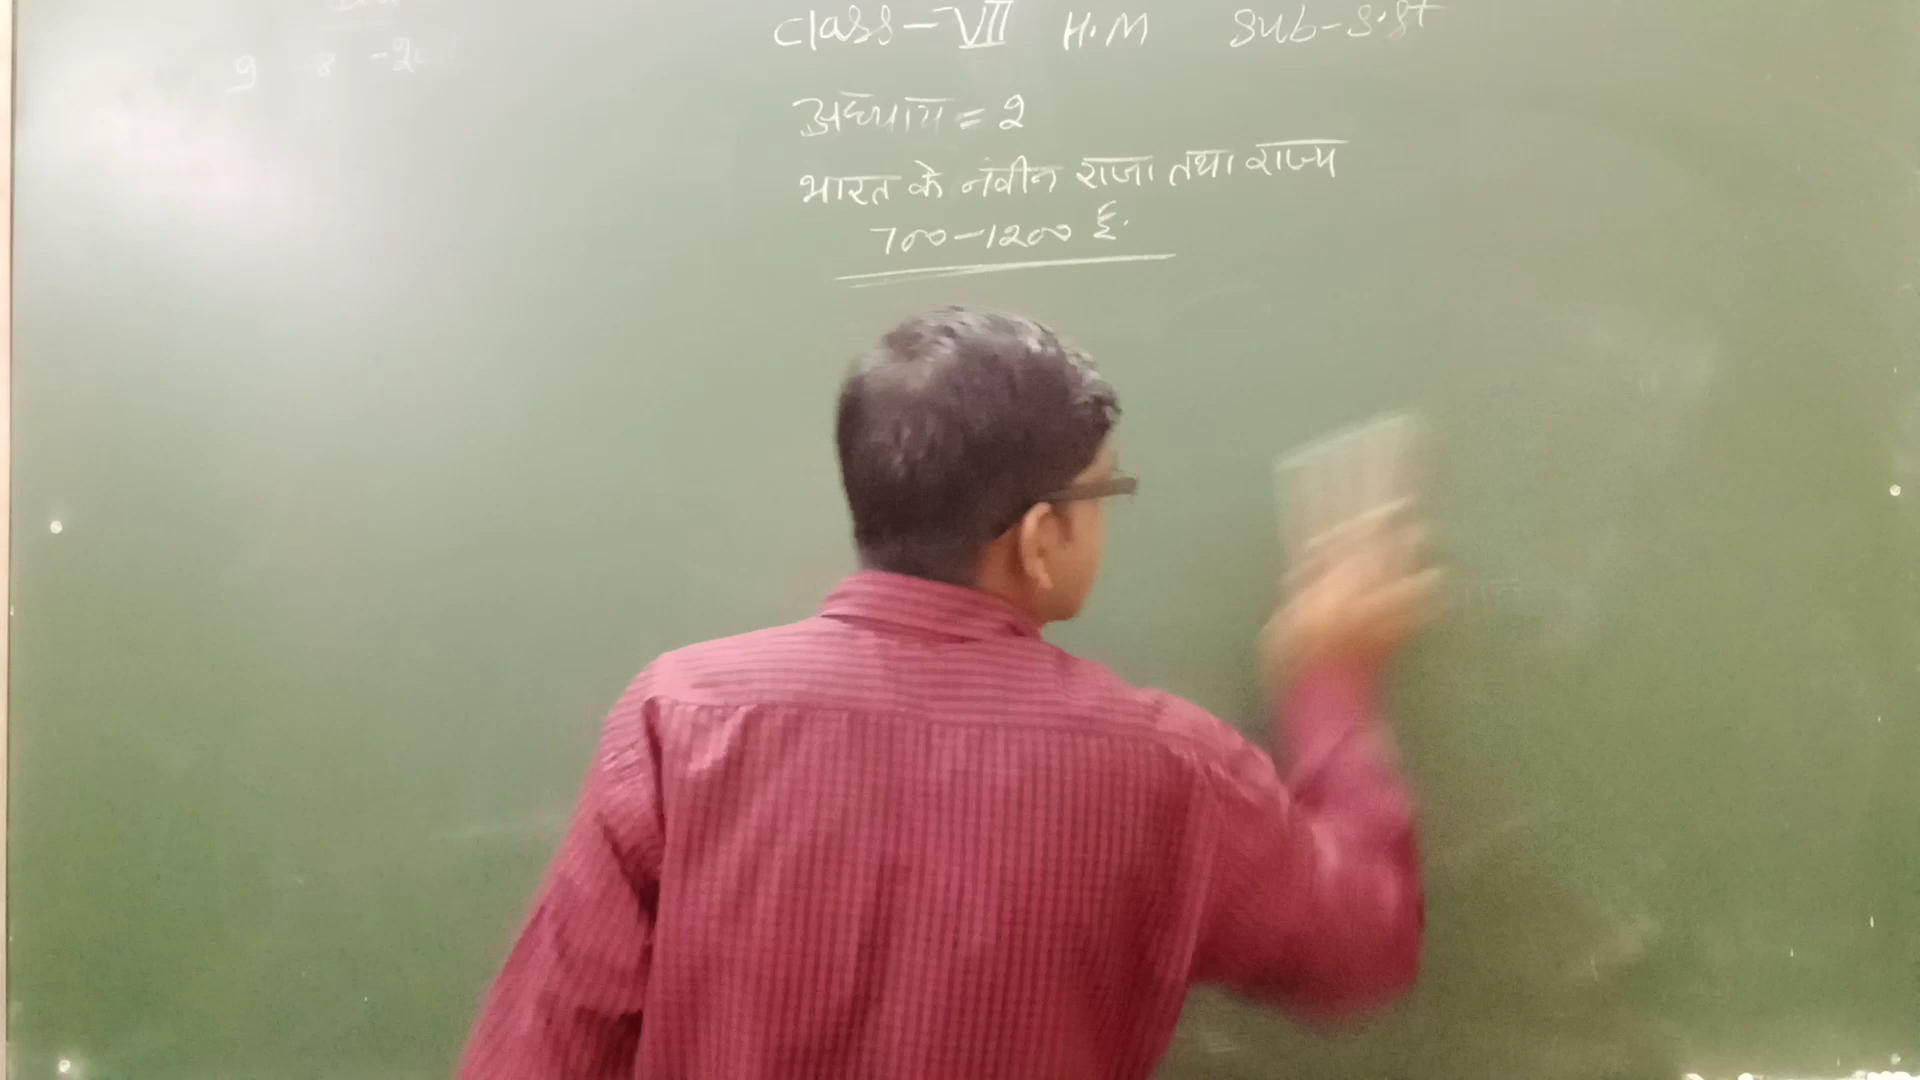 Class-VII H.M Sub-S.St
अध्याय = 2
भारत के नवीन राजा तथा राज्य
700-1200 ई.